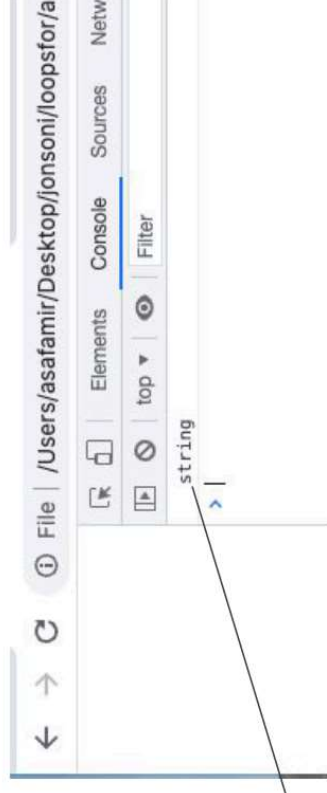 File | /Users/asafamir/Desktop/jonsoni/loopsfor/a
Elements Console Sources Netw
top ▾ Filter
string
>